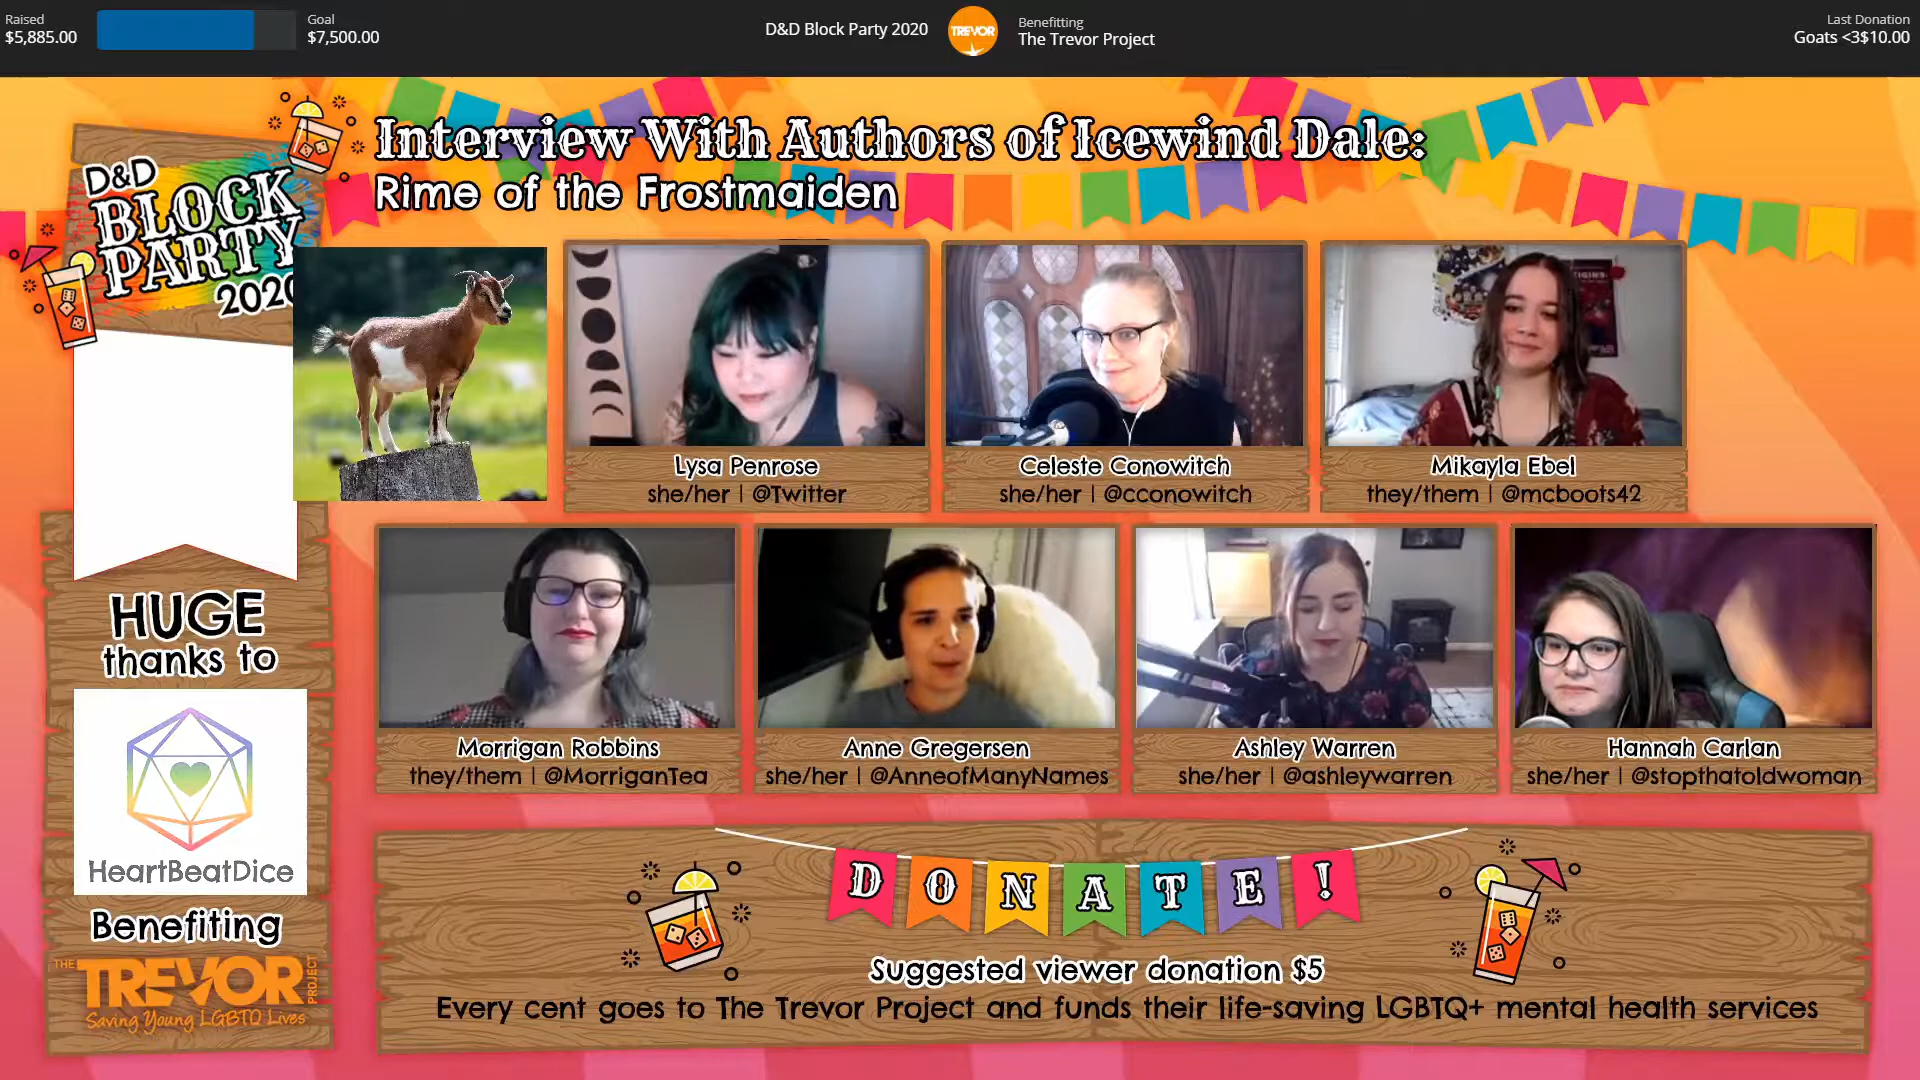 Raised
$5,885.00
Goal
$7,500.00
D&D Block Party 2020
TREVOR
Benefitting
The Trevor Project
Last Donation
Goats <3$10.00
D&D
BLOCK
PARTY
2020
Interview With Authors of Icewind Dale:
Rime of the Frostmaiden
Lysa Penrose
she/her | @Twitter
Celeste Conowitch
she/her | @cconowitch
Mikayla Ebel
they/them | @mcboots42
Morrigan Robbins
they/them | @MorriganTea
Anne Gregersen
she/her | @AnneofManyNames
Ashley Warren
she/her | @ashleywarren
Hannah Carlan
she/her | @stopthatoldwoman
HUGE
thanks to
HeartBeatDice
Benefiting
THE TREVOR PROJECT
Saving Young LGBTQ Lives
DONATE!
Suggested viewer donation $5
Every cent goes to The Trevor Project and funds their life-saving LGBTQ+ mental health services